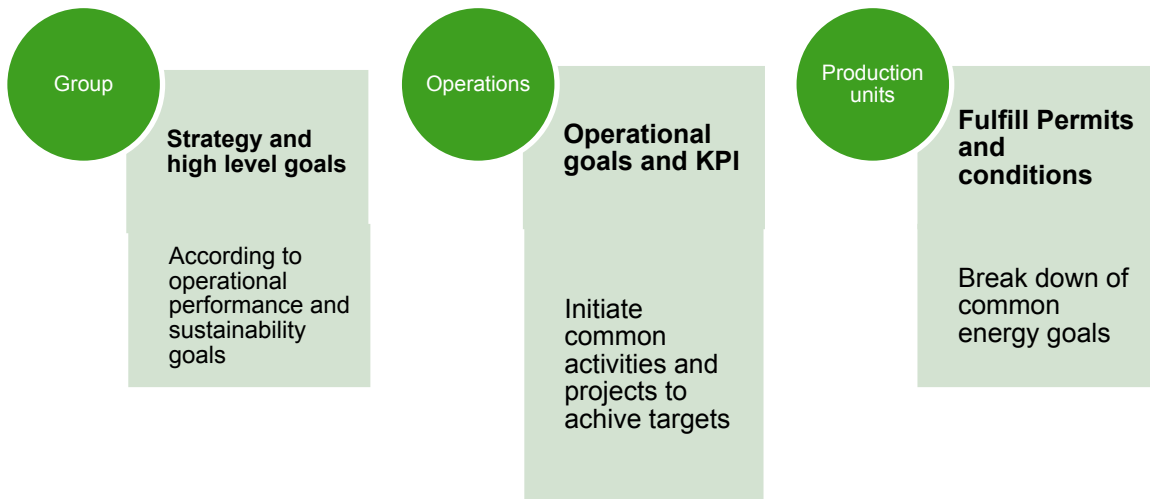 Group
Strategy and
high level goals
According to
operational
performance and
sustainability
goals
Operations
Operational
goals and KPI
Initiate
common
activities and
projects to
achive targets
Production
units
Fulfill Permits
and
conditions
Break down of
common
energy goals